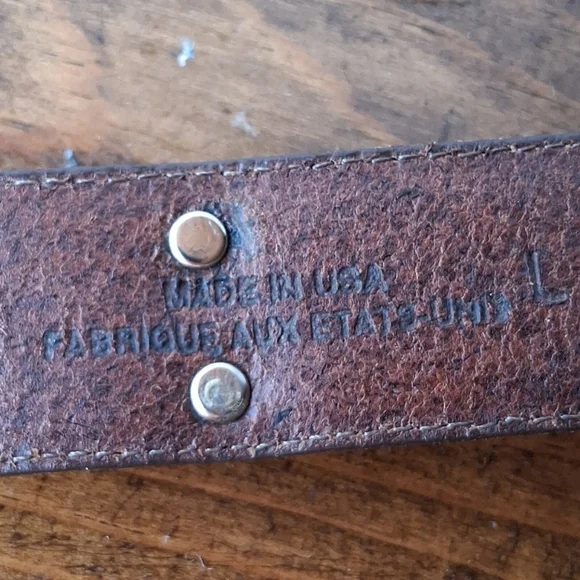 MADE IN USA
FABRIQUE AUX ETATS-UNIS
L